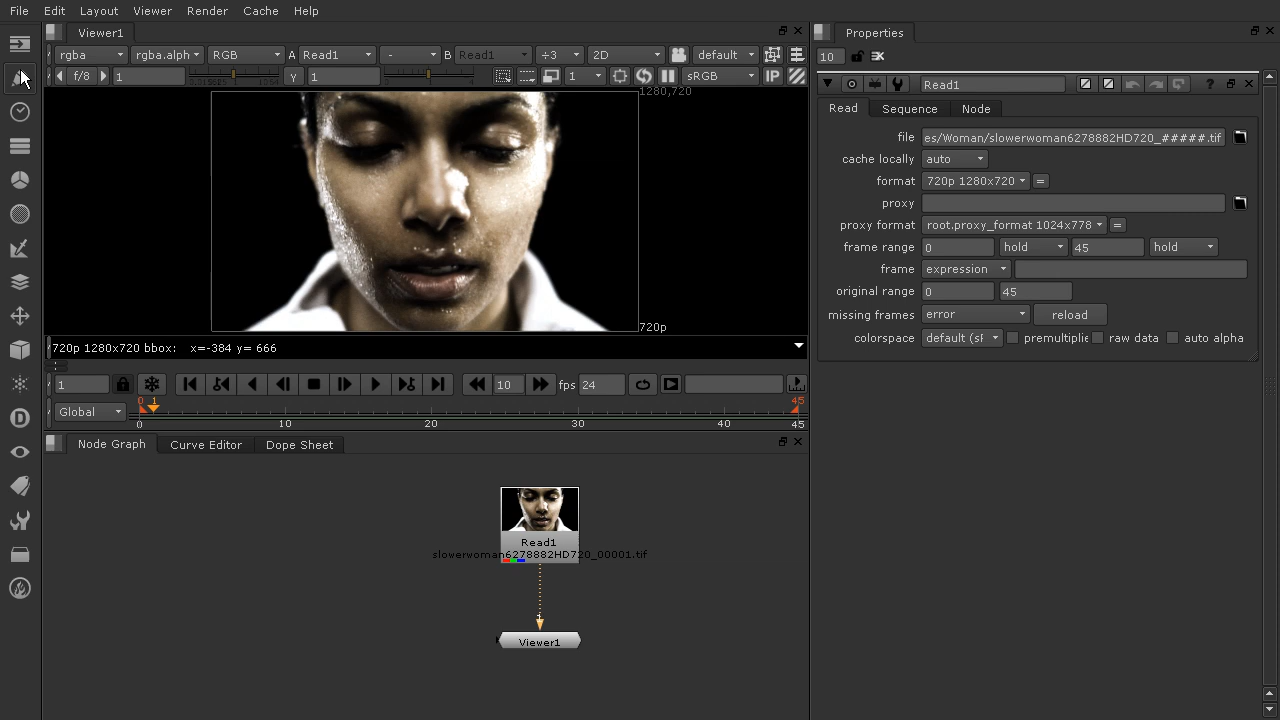 File Edit Layout Viewer Render Cache Help
Viewer1
rgba rgba.alph RGB A Read1 - B Read1 ÷3 2D default
f/8 1 γ 1 1 sRGB IP
1280,720
720p
720p 1280x720 bbox: x=-384 y= 666
1 10 fps 24
Global
0 1 45
0 10 20 30 40 45
Node Graph Curve Editor Dope Sheet
Read1
slowerwoman6278882HD720_00001.tif
1
Viewer1
Properties
10
Read1 ?
Read Sequence Node
file es/Woman/slowerwoman6278882HD720_#####.tif
cache locally auto
format 720p 1280x720 =
proxy
proxy format root.proxy_format 1024x778 =
frame range 0 hold 45 hold
frame expression
original range 0 45
missing frames error reload
colorspace default (sF premultiplie raw data auto alpha